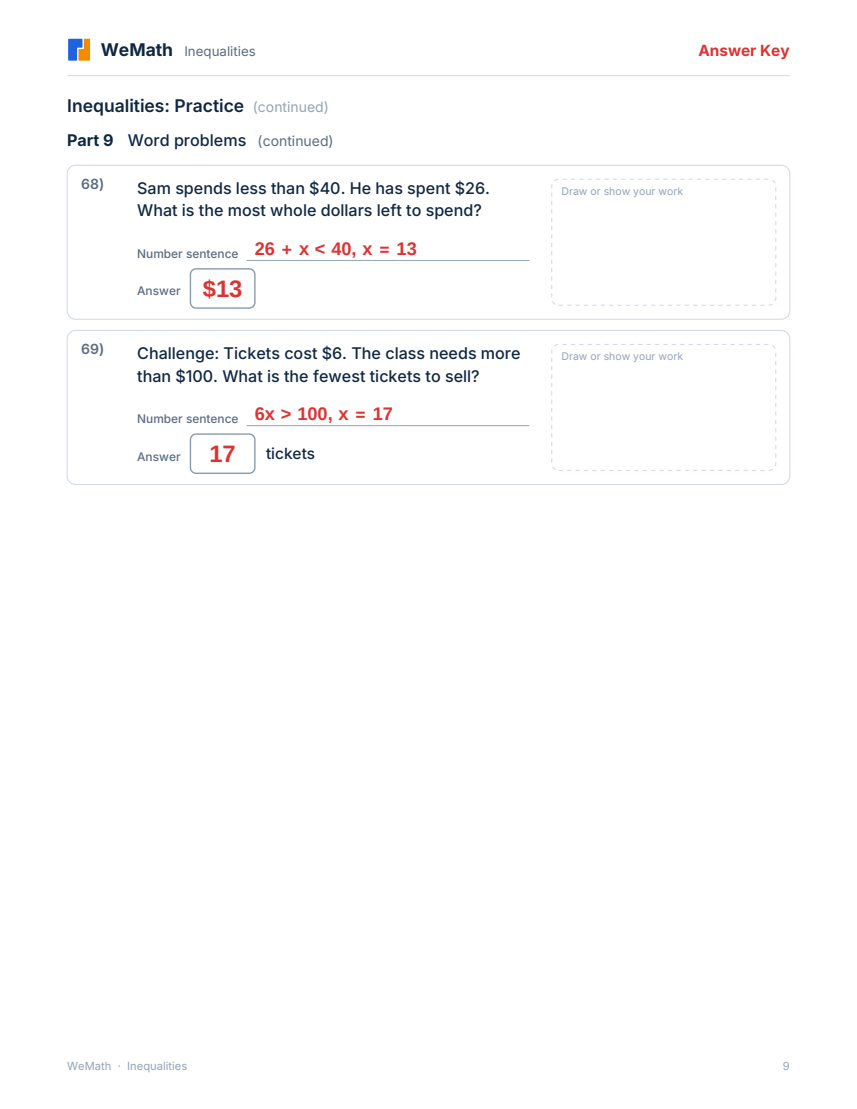 WeMath Inequalities
Answer Key
Inequalities: Practice (continued)
Part 9 Word problems (continued)
68)
Sam spends less than $40. He has spent $26.
What is the most whole dollars left to spend?
Number sentence 26 + x < 40, x = 13
Answer $13
Draw or show your work
69)
Challenge: Tickets cost $6. The class needs more
than $100. What is the fewest tickets to sell?
Number sentence 6x > 100, x = 17
Answer 17 tickets
Draw or show your work
WeMath · Inequalities
9